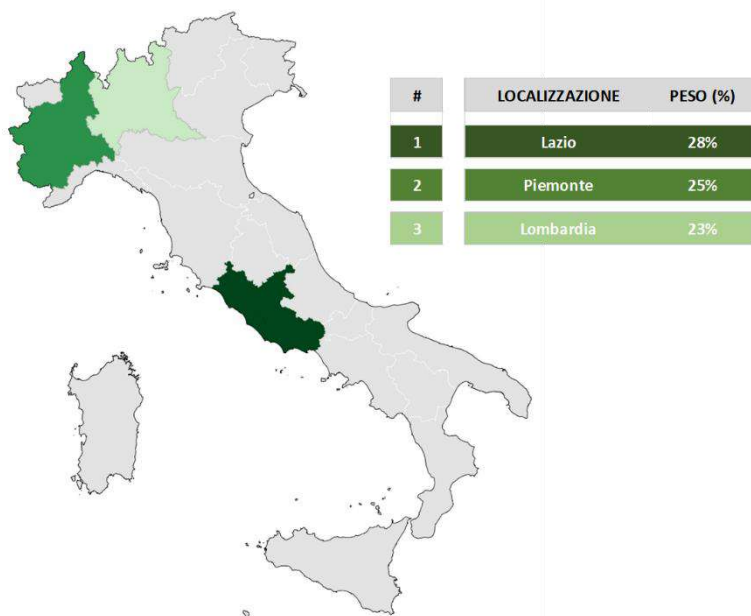 # LOCALIZZAZIONE PESO (%)
1 Lazio 28%
2 Piemonte 25%
3 Lombardia 23%